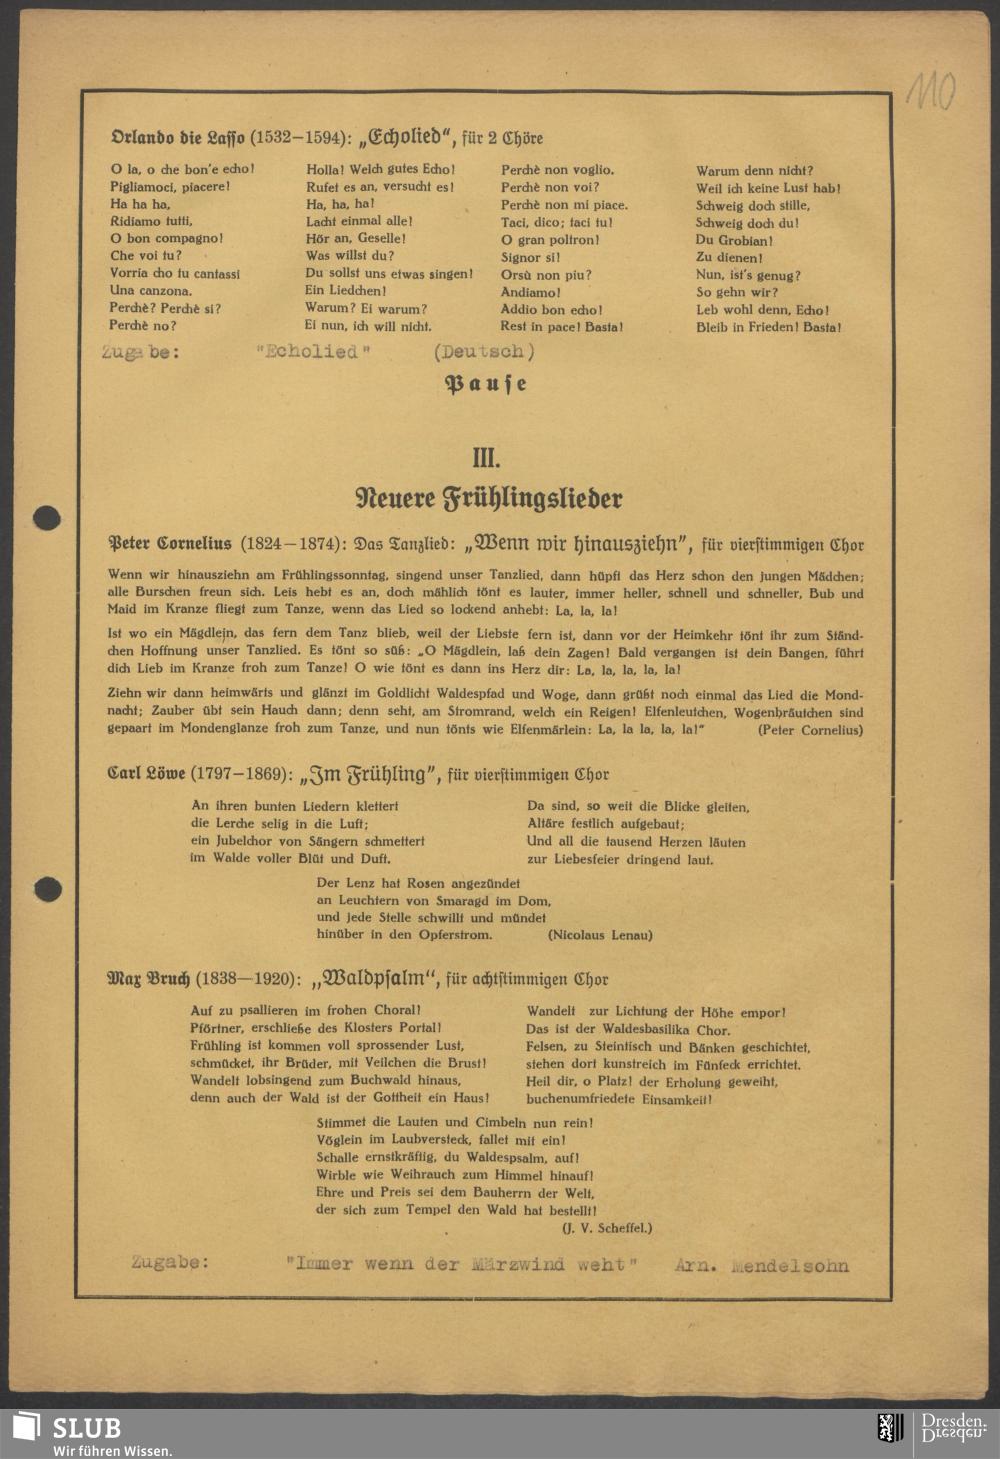 110
Orlando die Lasso (1532–1594): „Echolied“, für 2 Chöre
O la, o che bon'e echo!
Pigliamoci, piacere!
Ha ha ha,
Ridiamo tutti,
O bon compagno!
Che voi tu?
Vorria cho tu cantassi
Una canzona.
Perchè? Perchè si?
Perchè no?
Holla! Welch gutes Echo!
Rufet es an, versucht es!
Ha, ha, ha!
Lacht einmal alle!
Hör an, Geselle!
Was willst du?
Du sollst uns etwas singen!
Ein Liedchen!
Warum? Ei warum?
Ei nun, ich will nicht.
Perchè non voglio.
Perchè non voi?
Perchè non mi piace.
Taci, dico; taci tu!
O gran poltron!
Signor si!
Orsù non piu?
Andiamo!
Addio bon echo!
Rest in pace! Basta!
Warum denn nicht?
Weil ich keine Lust hab!
Schweig doch stille,
Schweig doch du!
Du Grobian!
Zu dienen!
Nun, ist's genug?
So gehn wir?
Leb wohl denn, Echo!
Bleib in Frieden! Basta!
Zugabe: "Echolied" (Deutsch)
Pause
III.
Neuere Frühlingslieder
Peter Cornelius (1824–1874): Das Tanzlied: „Wenn wir hinausziehn“, für vierstimmigen Chor
Wenn wir hinausziehn am Frühlingssonntag, singend unser Tanzlied, dann hüpft das Herz schon den jungen Mädchen;
alle Burschen freun sich. Leis hebt es an, doch mählich tönt es lauter, immer heller, schnell und schneller, Bub und
Maid im Kranze fliegt zum Tanze, wenn das Lied so lockend anhebt: La, la, la!
Ist wo ein Mägdlein, das fern dem Tanz blieb, weil der Liebste fern ist, dann vor der Heimkehr tönt ihr zum Ständ-
chen Hoffnung unser Tanzlied. Es tönt so süß: „O Mägdlein, laß dein Zagen! Bald vergangen ist dein Bangen, führt
dich Lieb im Kranze froh zum Tanze! O wie tönt es dann ins Herz dir: La, la, la, la, la!
Ziehn wir dann heimwärts und glänzt im Goldlicht Waldespfad und Woge, dann grüßt noch einmal das Lied die Mond-
nacht; Zauber übt sein Hauch dann; denn seht, am Stromrand, welch ein Reigen! Elfenleutchen, Wogenbräutchen sind
gepaart im Mondenglanze froh zum Tanze, und nun tönts wie Elfenmärlein: La, la la, la, la!“ (Peter Cornelius)
Carl Löwe (1797–1869): „Im Frühling“, für vierstimmigen Chor
An ihren bunten Liedern klettert
die Lerche selig in die Luft;
ein Jubelchor von Sängern schmettert
im Walde voller Blüt und Duft.
Da sind, so weit die Blicke gleiten,
Altäre festlich aufgebaut;
Und all die tausend Herzen läuten
zur Liebesfeier dringend laut.
Der Lenz hat Rosen angezündet
an Leuchtern von Smaragd im Dom,
und jede Stelle schwillt und mündet
hinüber in den Opferstrom. (Nicolaus Lenau)
Max Bruch (1838–1920): „Waldpsalm“, für achtstimmigen Chor
Auf zu psallieren im frohen Choral!
Pförtner, erschließe des Klosters Portal!
Frühling ist kommen voll sprossender Lust,
schmücket, ihr Brüder, mit Veilchen die Brust!
Wandelt lobsingend zum Buchwald hinaus,
denn auch der Wald ist der Gottheit ein Haus!
Wandelt zur Lichtung der Höhe empor!
Das ist der Waldesbasilika Chor.
Felsen, zu Steintisch und Bänken geschichtet,
stehen dort kunstreich im Fünfeck errichtet.
Heil dir, o Platz! der Erholung geweiht,
buchenumfriedete Einsamkeit!
Stimmet die Lauten und Cimbeln nun rein!
Vöglein im Laubversteck, fallet mit ein!
Schalle ernstkräftig, du Waldespsalm, auf!
Wirble wie Weihrauch zum Himmel hinauf!
Ehre und Preis sei dem Bauherrn der Welt,
der sich zum Tempel den Wald hat bestellt!
(J. V. Scheffel.)
Zugabe: "Immer wenn der Märzwind weht" Arn. Mendelsohn
SLUB
Wir führen Wissen.
Dresden.
Dresden.